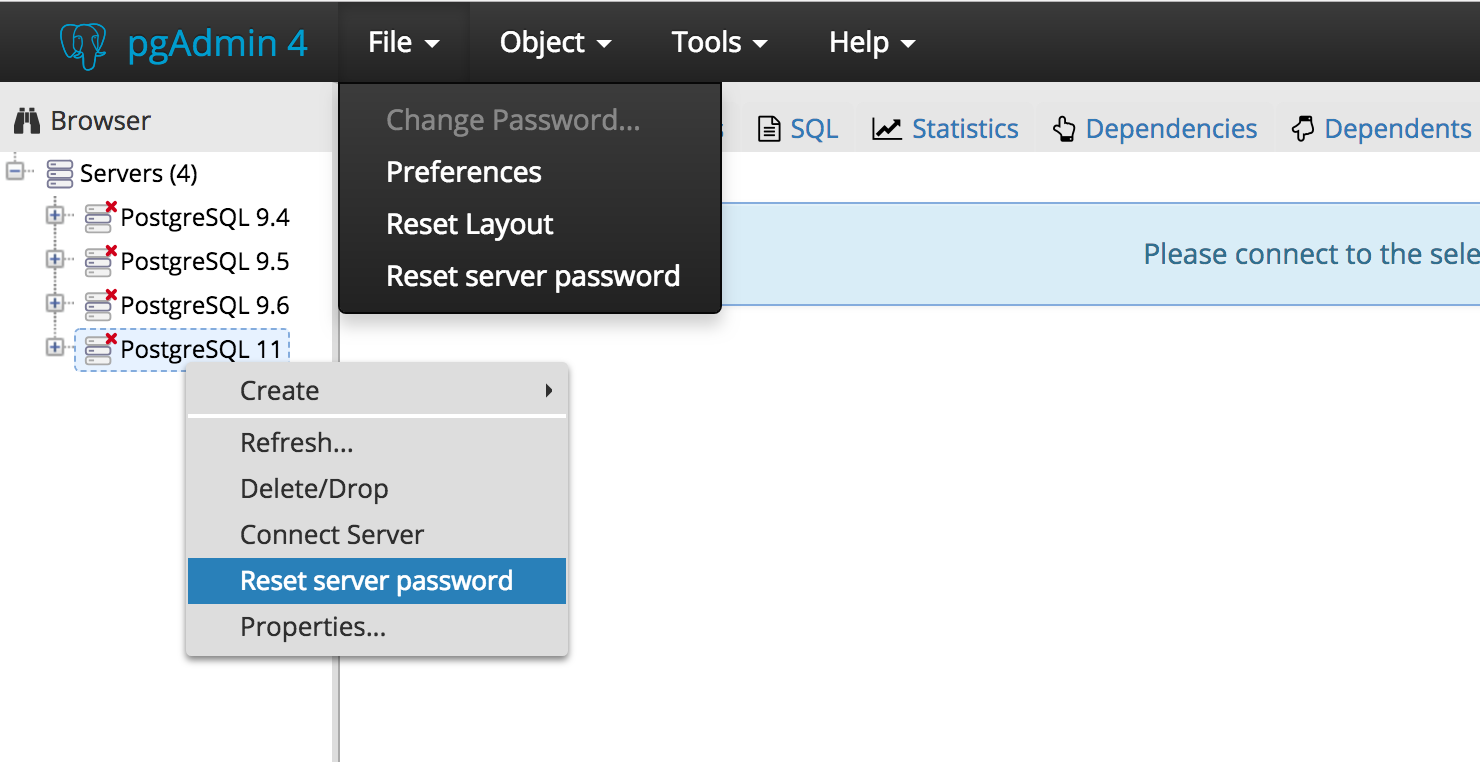 pgAdmin 4 File Object Tools Help
Browser
Change Password...
Preferences
Reset Layout
Reset server password
SQL Statistics Dependencies Dependents
Servers (4)
PostgreSQL 9.4
PostgreSQL 9.5
PostgreSQL 9.6
PostgreSQL 11
Please connect to the sele
Create
Refresh...
Delete/Drop
Connect Server
Reset server password
Properties...